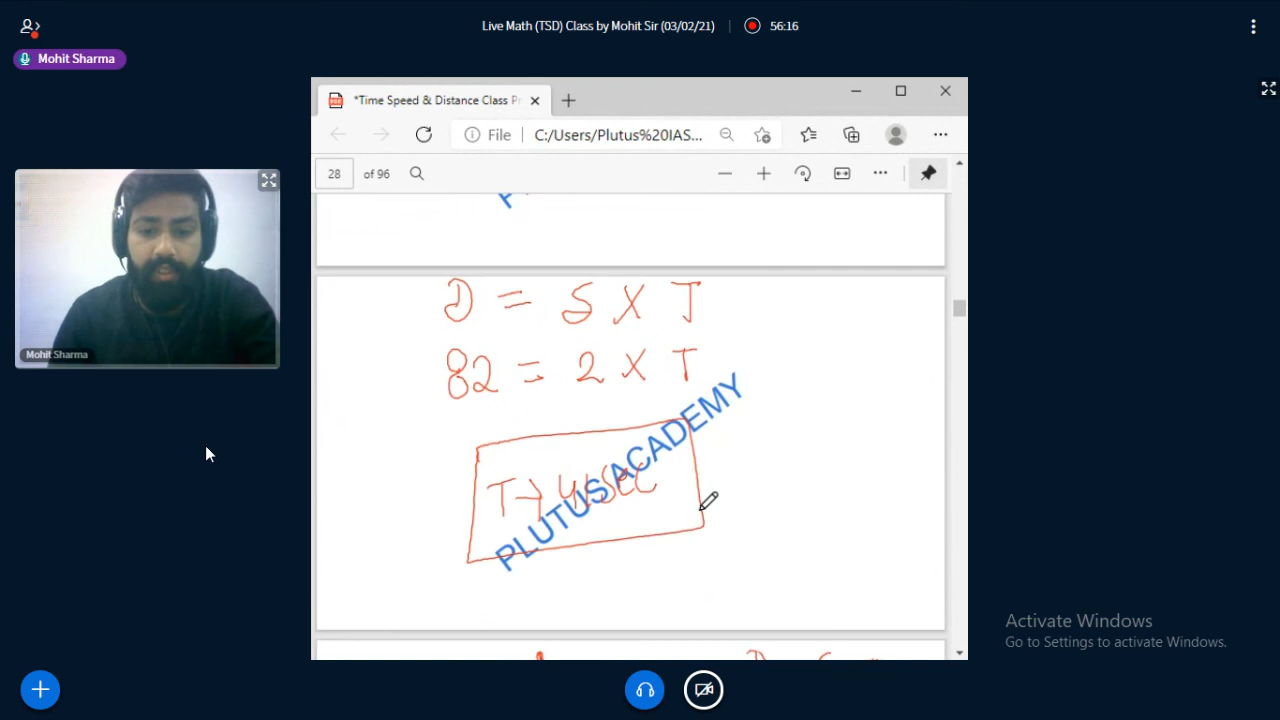 Live Math (TSD) Class by Mohit Sir (03/02/21)
56:16
Mohit Sharma
*Time Speed & Distance Class Pr
File
C:/Users/Plutus%20IAS...
28 of 96
D = S X T
82 = 2 X T
T → 41 Sec
PLUTUS ACADEMY
Mohit Sharma
Activate Windows
Go to Settings to activate Windows.